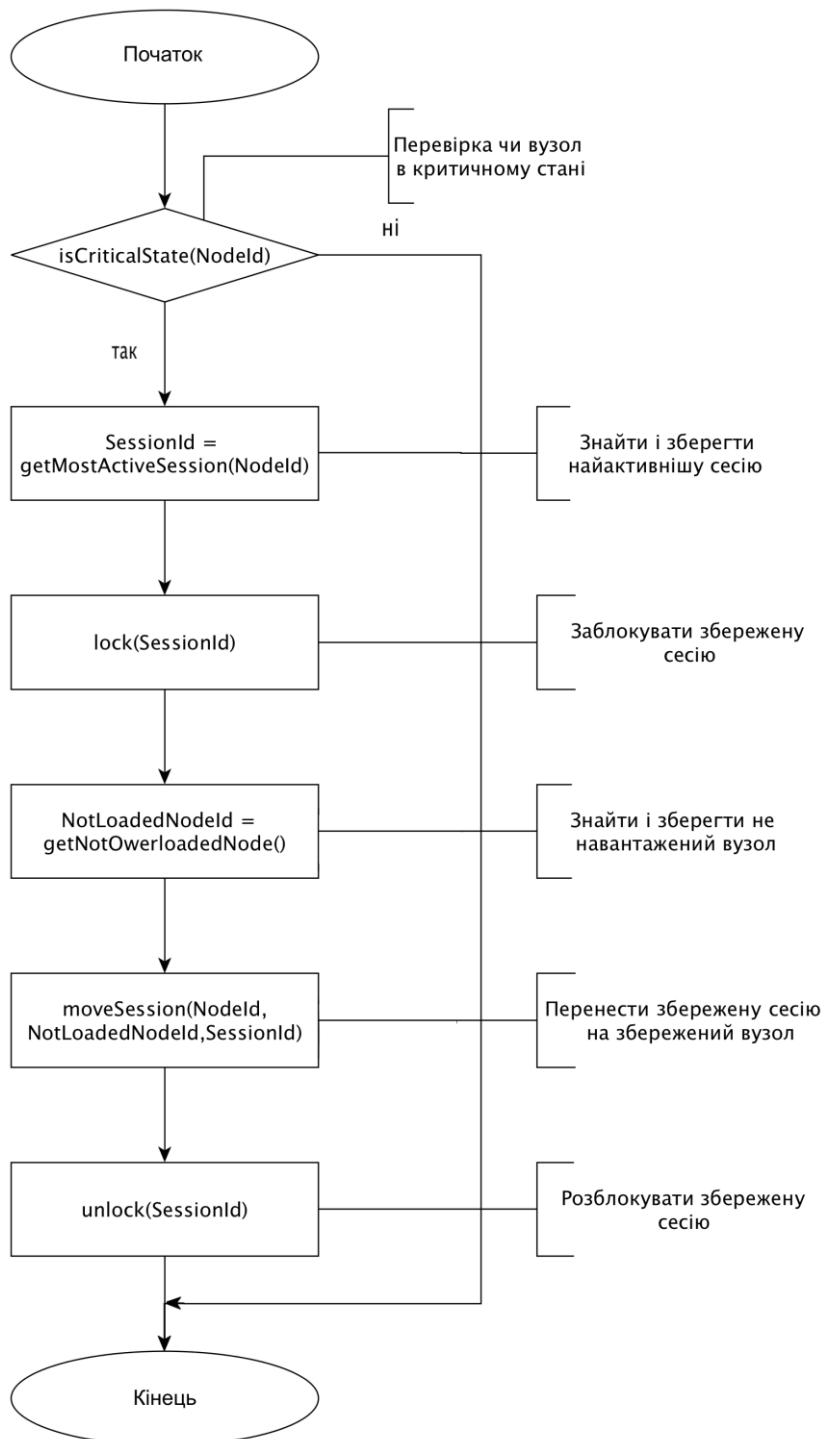 Початок
Перевірка чи вузол
в критичному стані
ні
isCriticalState(NodeId)
так
SessionId =
getMostActiveSession(NodeId)
Знайти і зберегти
найактивнішу сесію
lock(SessionId)
Заблокувати збережену
сесію
NotLoadedNodeId =
getNotOwerloadedNode()
Знайти і зберегти не
навантажений вузол
moveSession(NodeId,
NotLoadedNodeId,SessionId)
Перенести збережену сесію
на збережений вузол
unlock(SessionId)
Розблокувати збережену
сесію
Кінець